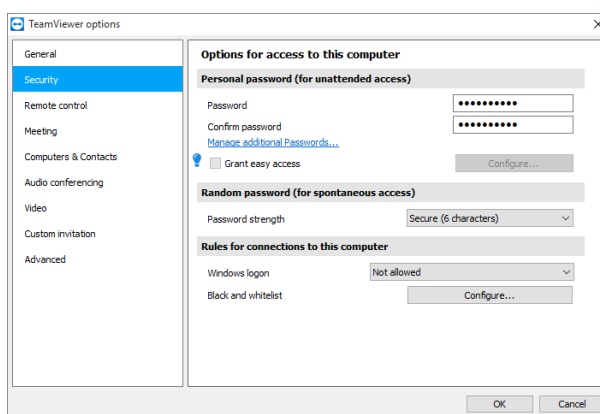 TeamViewer options
General
Security
Remote control
Meeting
Computers & Contacts
Audio conferencing
Video
Custom invitation
Advanced
Options for access to this computer
Personal password (for unattended access)
Password ••••••••••
Confirm password ••••••••••
Manage additional Passwords...
Grant easy access Configure...
Random password (for spontaneous access)
Password strength Secure (6 characters)
Rules for connections to this computer
Windows logon Not allowed
Black and whitelist Configure...
OK Cancel